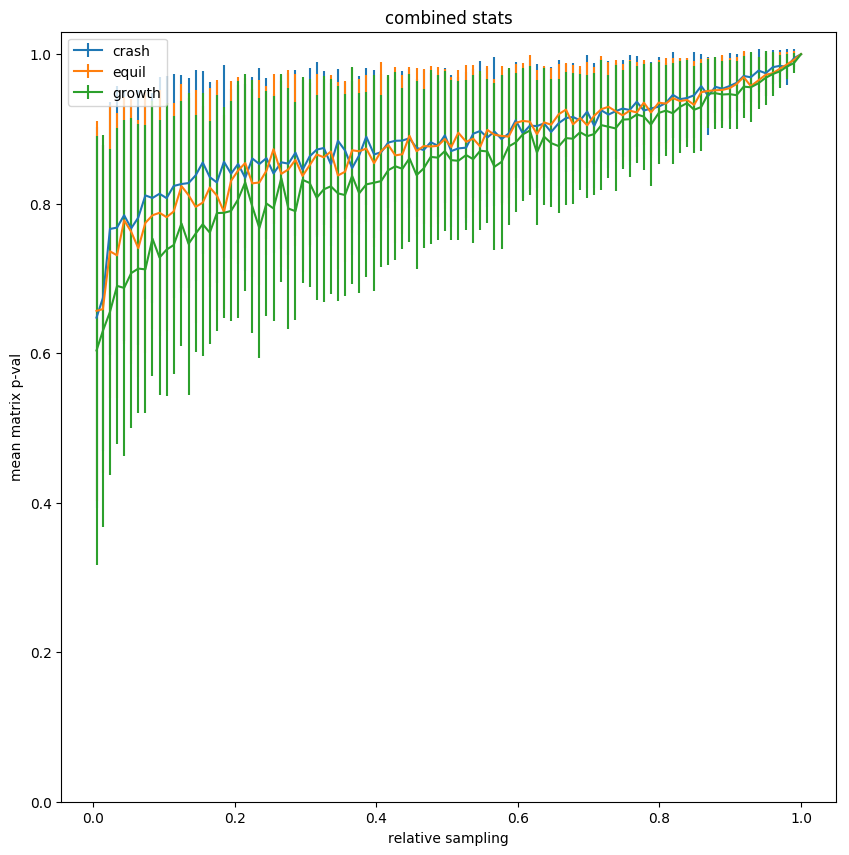 combined stats
crash
equil
growth
mean matrix p-val
1.0
0.8
0.6
0.4
0.2
0.0
0.0 0.2 0.4 0.6 0.8 1.0
relative sampling